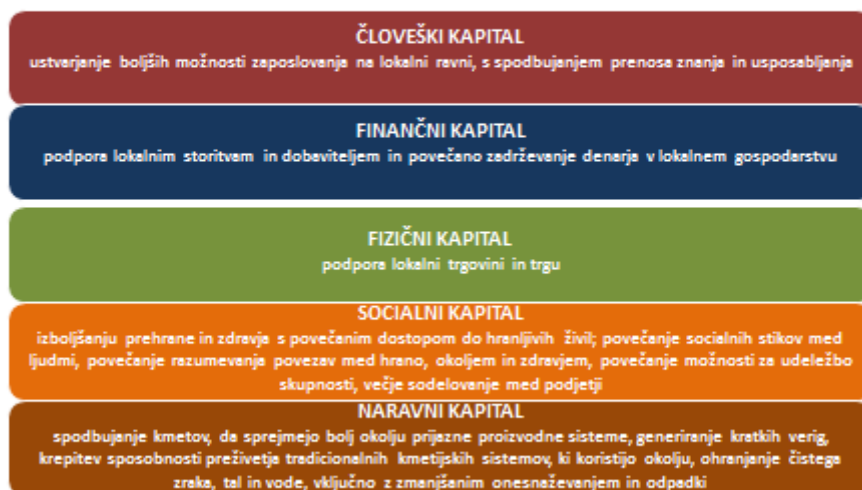 ČLOVEŠKI KAPITAL
ustvarjanje boljših možnosti zaposlovanja na lokalni ravni, s spodbujanjem prenosa znanja in usposabljanja
FINANČNI KAPITAL
podpora lokalnim storitvam in dobaviteljem in povečano zadrževanje denarja v lokalnem gospodarstvu
FIZIČNI KAPITAL
podpora lokalni trgovini in trgu
SOCIALNI KAPITAL
izboljšanju prehrane in zdravja s povečanim dostopom do hranljivih živil; povečanje socialnih stikov med
ljudmi, povečanje razumevanja povezav med hrano, okoljem in zdravjem, povečanje možnosti za udeležbo
skupnosti, večje sodelovanje med podjetji
NARAVNI KAPITAL
spodbujanje kmetov, da sprejmejo bolj okolju prijazne proizvodne sisteme, generiranje kratkih verig,
krepitev sposobnosti preživetja tradicionalnih kmetijskih sistemov, ki koristijo okolju, ohranjanje čistega
zraka, tal in vode, vključno z zmanjšanim onesnaževanjem in odpadki